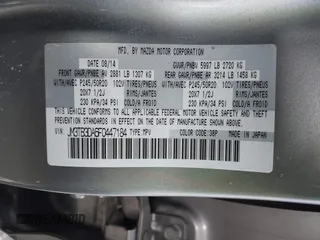 MFD. BY MAZDA MOTOR CORPORATION
DATE 08/14 GVWR/PNBV 5997 LB 2720 KG
FRONT GAWR/PNBE AV 2881 LB 1307 KG REAR GAWR/PNBE AR 3214 LB 1458 KG
WITH/AVEC P245/50R20 102V TIRES/PNEUS WITH/AVEC P245/50R20 102V TIRES/PNEUS
20X7 1/2J RIMS/JANTES 20X7 1/2J RIMS/JANTES
230 KPA/34 PSI COLD/A FROID 230 KPA/34 PSI COLD/A FROID
THIS VEHICLE CONFORMS TO ALL APPLICABLE FEDERAL MOTOR VEHICLE SAFETY, BUMPER, AND THEFT PREVENTION STANDARDS IN EFFECT ON THE DATE OF MANUFACTURE SHOWN ABOVE.
JM3TB3DA6F0447184 TYPE MPV COLOR CODE:38P MADE IN JAPAN